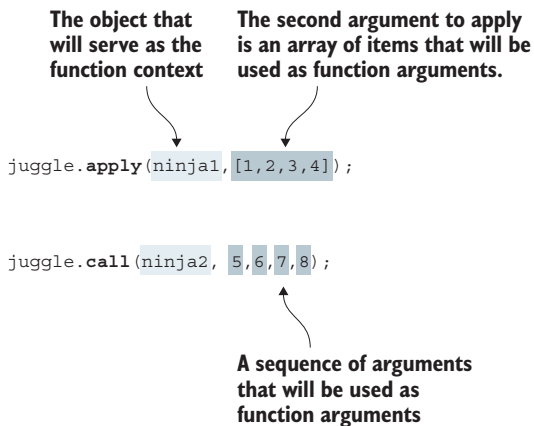 The object that
will serve as the
function context
The second argument to apply
is an array of items that will be
used as function arguments.
juggle.apply(ninja1,[1,2,3,4]);
juggle.call(ninja2, 5,6,7,8);
A sequence of arguments
that will be used as
function arguments